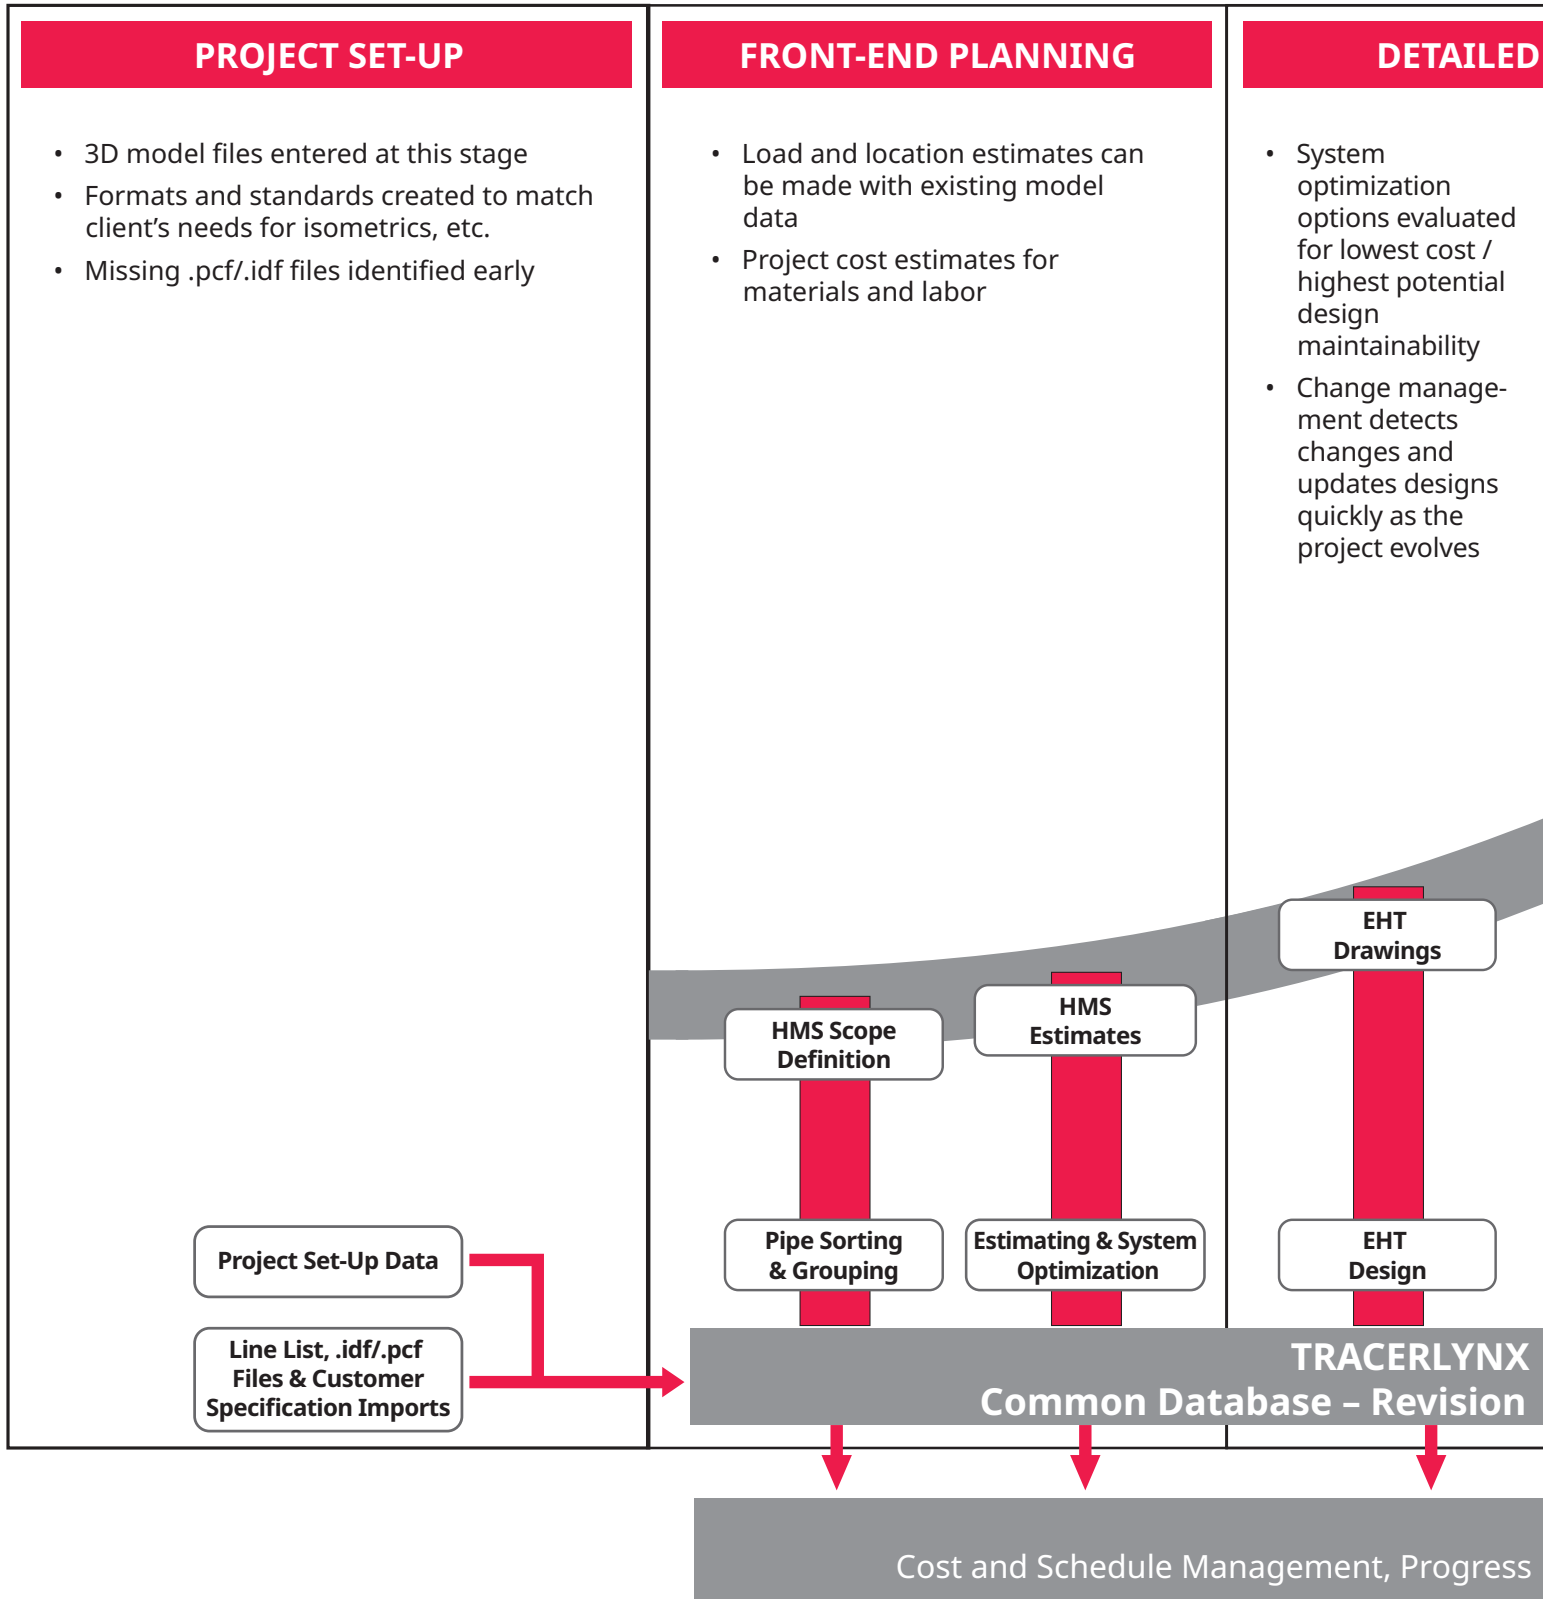 PROJECT SET-UP
• 3D model files entered at this stage
• Formats and standards created to match
client’s needs for isometrics, etc.
• Missing .pcf/.idf files identified early
FRONT-END PLANNING
• Load and location estimates can
be made with existing model
data
• Project cost estimates for
materials and labor
DETAILED
• System
optimization
options evaluated
for lowest cost /
highest potential
design
maintainability
• Change manage-
ment detects
changes and
updates designs
quickly as the
project evolves
EHT
Drawings
HMS
Estimates
HMS Scope
Definition
Pipe Sorting
& Grouping
Estimating & System
Optimization
EHT
Design
Project Set-Up Data
Line List, .idf/.pcf
Files & Customer
Specification Imports
TRACERLYNX
Common Database – Revision
Cost and Schedule Management, Progress